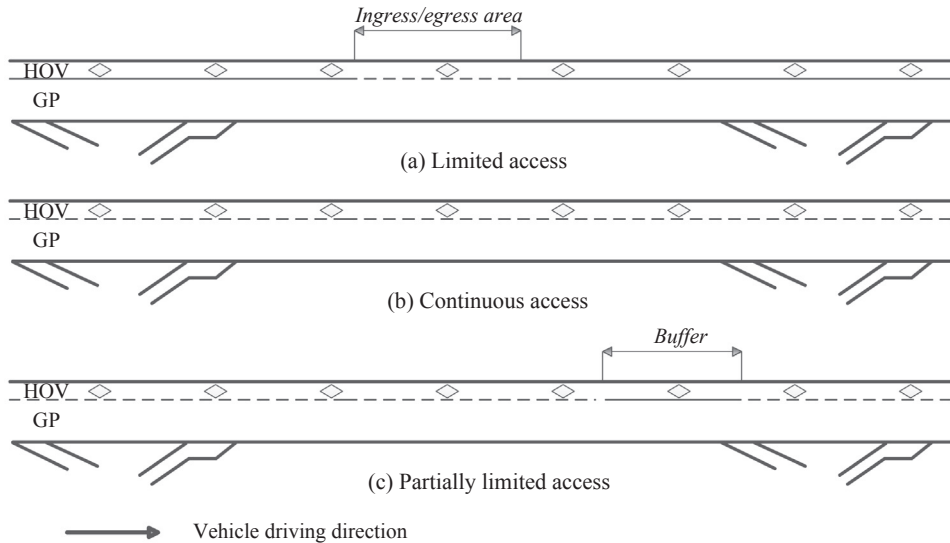 Ingress/egress area
HOV
GP
(a) Limited access
HOV
GP
(b) Continuous access
Buffer
HOV
GP
(c) Partially limited access
Vehicle driving direction